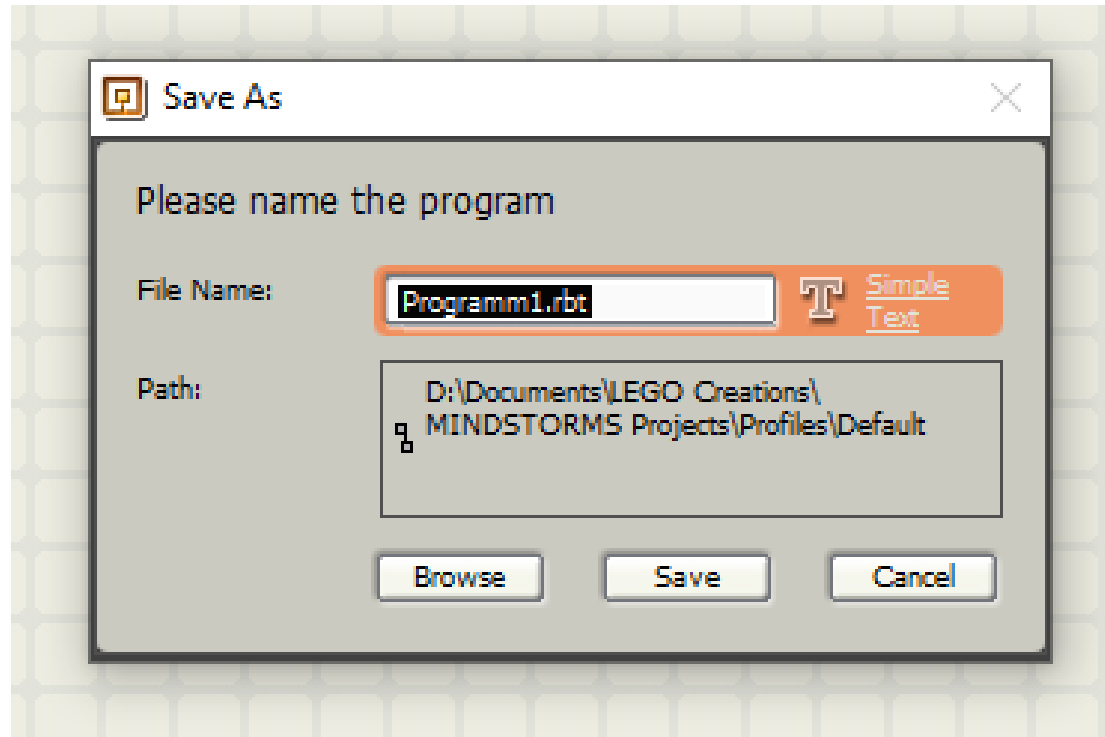 Save As
Please name the program
File Name:
Programm1.rbt
Simple
Text
Path:
D:\Documents\LEGO Creations\
MINDSTORMS Projects\Profiles\Default
Browse Save Cancel